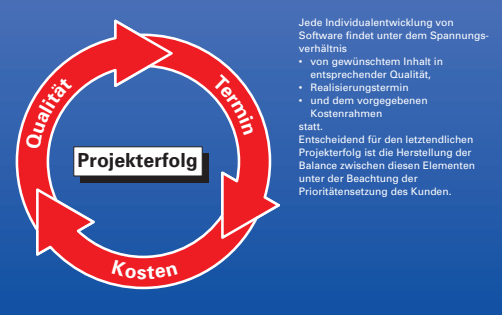 Qualität
Termin
Projekterfolg
Kosten
Jede Individualentwicklung von
Software findet unter dem Spannungs-
verhältnis
• von gewünschtem Inhalt in
entsprechender Qualität,
• Realisierungstermin
• und dem vorgegebenen
Kostenrahmen
statt.
Entscheidend für den letztendlichen
Projekterfolg ist die Herstellung der
Balance zwischen diesen Elementen
unter der Beachtung der
Prioritätensetzung des Kunden.